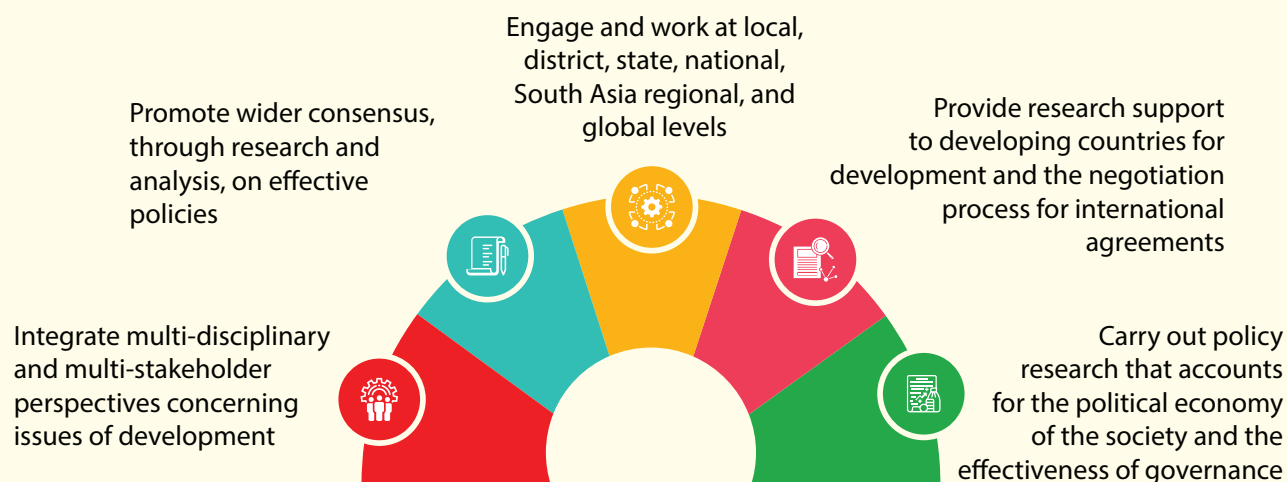 Integrate multi-disciplinary
and multi-stakeholder
perspectives concerning
issues of development
Promote wider consensus,
through research and
analysis, on effective
policies
Engage and work at local,
district, state, national,
South Asia regional, and
global levels
Provide research support
to developing countries for
development and the negotiation
process for international
agreements
Carry out policy
research that accounts
for the political economy
of the society and the
effectiveness of governance